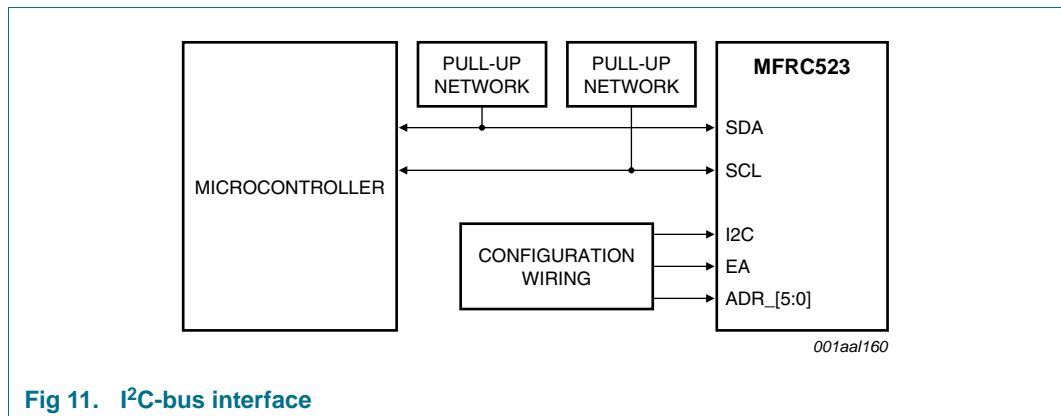 PULL-UP
NETWORK
PULL-UP
NETWORK
MFRC523
SDA
MICROCONTROLLER
SCL
I2C
CONFIGURATION
WIRING
EA
ADR_[5:0]
001aal160
Fig 11. I²C-bus interface